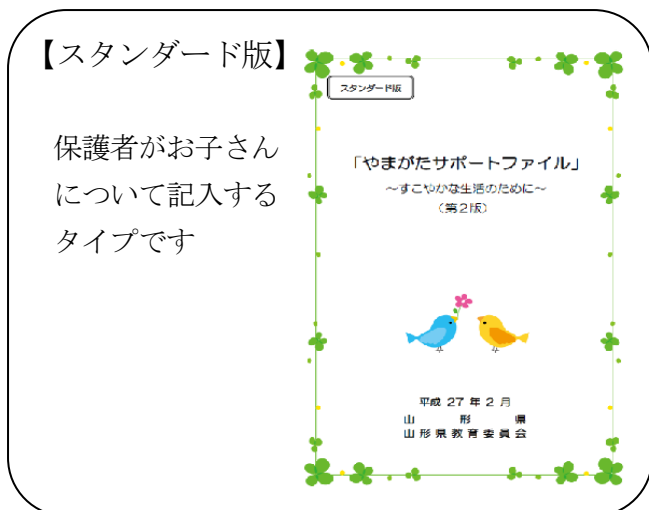 【スタンダード版】
保護者がお子さん
について記入する
タイプです
スタンダード版
「やまがたサポートファイル」
～すこやかな生活のために～
（第２版）
平成 27 年 2 月
山形県
山形県教育委員会